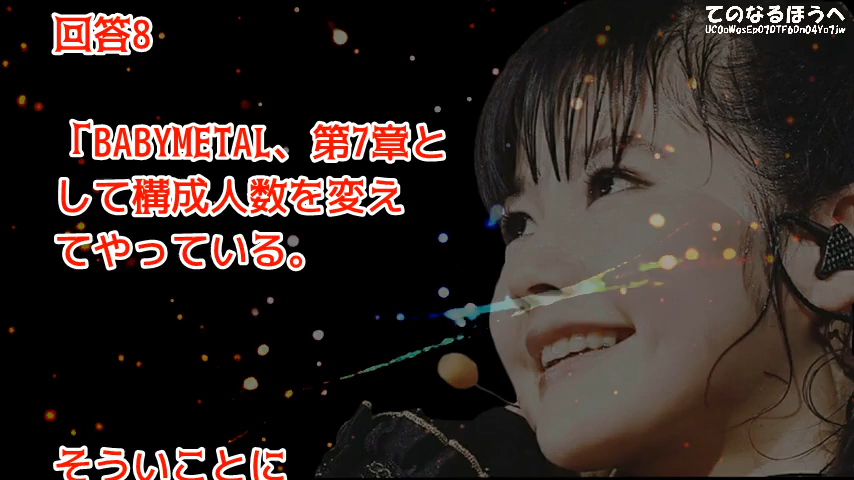 てのなるほうへ
回答8
「BABYMETAL、第7章と
して構成人数を変え
てやっている。
そういことに